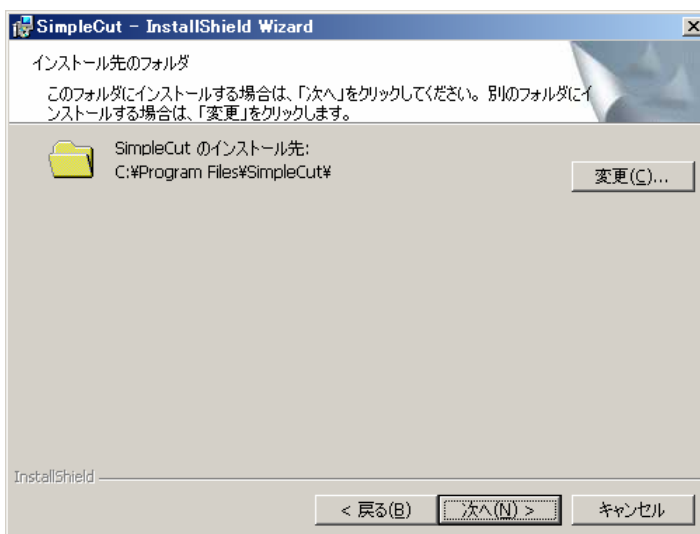 SimpleCut - InstallShield Wizard
インストール先のフォルダ
このフォルダにインストールする場合は、「次へ」をクリックしてください。別のフォルダにイ
ンストールする場合は、「変更」をクリックします。
SimpleCut のインストール先:
C:¥Program Files¥SimpleCut¥
変更(C)...
InstallShield
< 戻る(B)
次へ(N) >
キャンセル